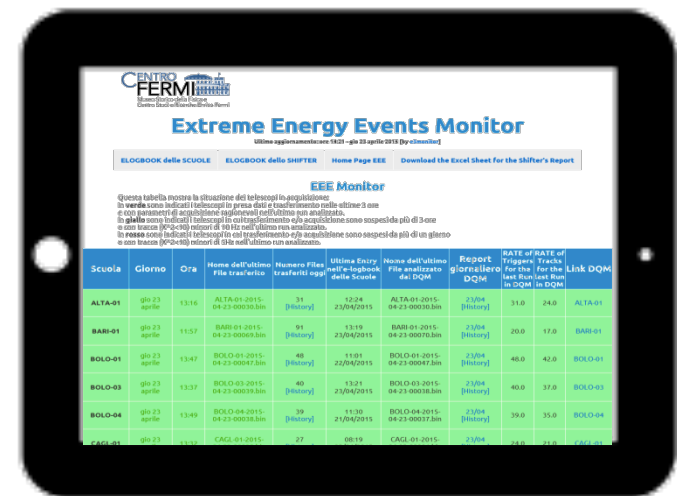 CENTRO
FERMI
Museo Storico della Fisica e
Centro Studi e Ricerche Enrico Fermi
Extreme Energy Events Monitor
Ultimo aggiornamento: ore 14:21 - gio 23 aprile 2015 [by e3monitor]
ELOGBOOK delle SCUOLE ELOGBOOK dello SHIFTER Home Page EEE Download the Excel Sheet for the Shifter's Report
EEE Monitor
Questa tabella mostra la situazione dei telescopi in acquisizione:
In verde sono indicati i telescopi in presa dati e trasferimento nelle ultime 3 ore
e con parametri di acquisizione ragionevoli nell'ultimo run analizzato.
In giallo sono indicati i telescopi in cui trasferimento e/o acquisizione sono sospesi da più di 3 ore
o con tracce (X^2<10) minori di 10 Hz nell'ultimo run analizzato.
In rosso sono indicati i telescopi in cui trasferimento e/o acquisizione sono sospesi da più di un giorno
o con tracce (X^2<10) minori di 5Hz nell'ultimo run analizzato.
Scuola Giorno Ora Nome dell'ultimo File trasferito Numero Files trasferiti oggi Ultima Entry nell'e-logbook delle Scuole Nome dell'ultimo File analizzato dal DQM Report giornaliero DQM RATE of Triggers for the last Run in DQM RATE of Tracks for the last Run in DQM Link DQM
ALTA-01 gio 23 aprile 13:16 ALTA-01-2015-04-23-00030.bin 31 [History] 12:24 23/04/2015 ALTA-01-2015-04-23-00030.bin 23/04 [History] 31.0 24.0 ALTA-01
BARI-01 gio 23 aprile 11:57 BARI-01-2015-04-23-00069.bin 91 [History] 13:19 23/04/2015 BARI-01-2015-04-23-00070.bin 23/04 [History] 20.0 17.0 BARI-01
BOLO-01 gio 23 aprile 13:47 BOLO-01-2015-04-23-00047.bin 48 [History] 11:01 22/04/2015 BOLO-01-2015-04-23-00047.bin 23/04 [History] 48.0 42.0 BOLO-01
BOLO-03 gio 23 aprile 13:37 BOLO-03-2015-04-23-00039.bin 40 [History] 13:21 23/04/2015 BOLO-03-2015-04-23-00038.bin 23/04 [History] 40.0 37.0 BOLO-03
BOLO-04 gio 23 aprile 13:49 BOLO-04-2015-04-23-00038.bin 39 [History] 11:30 21/04/2015 BOLO-04-2015-04-23-00037.bin 23/04 [History] 39.0 35.0 BOLO-04
CAGL-01 gio 23 13:32 CAGL-01-2015- 27 08:19 CAGL-01-2015- 23/04 24.0 21.0 CAGL-01